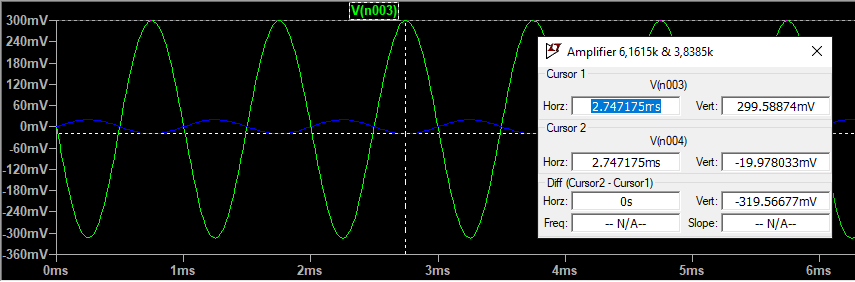 V(n003)
300mV
240mV
180mV
120mV
60mV
0mV
-60mV
-120mV
-180mV
-240mV
-300mV
-360mV
0ms 1ms 2ms 3ms 4ms 5ms 6ms
Amplifier 6,1615k & 3,8385k
Cursor 1
V(n003)
Horz: 2.747175ms Vert: 299.58874mV
Cursor 2
V(n004)
Horz: 2.747175ms Vert: -19.978033mV
Diff (Cursor2 - Cursor1)
Horz: 0s Vert: -319.56677mV
Freq: -- N/A-- Slope: -- N/A--